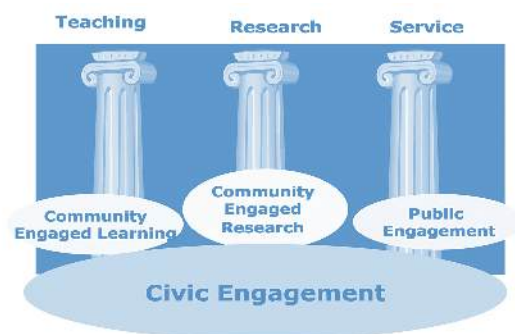 Teaching
Research
Service
Community
Engaged Learning
Community
Engaged
Research
Public
Engagement
Civic Engagement